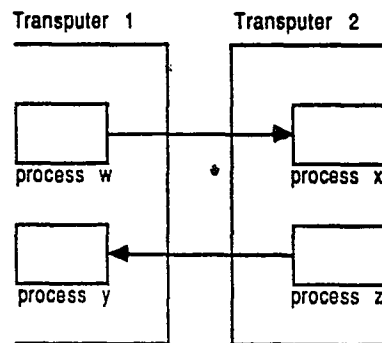 Transputer 1 Transputer 2
process w process x
process y process z